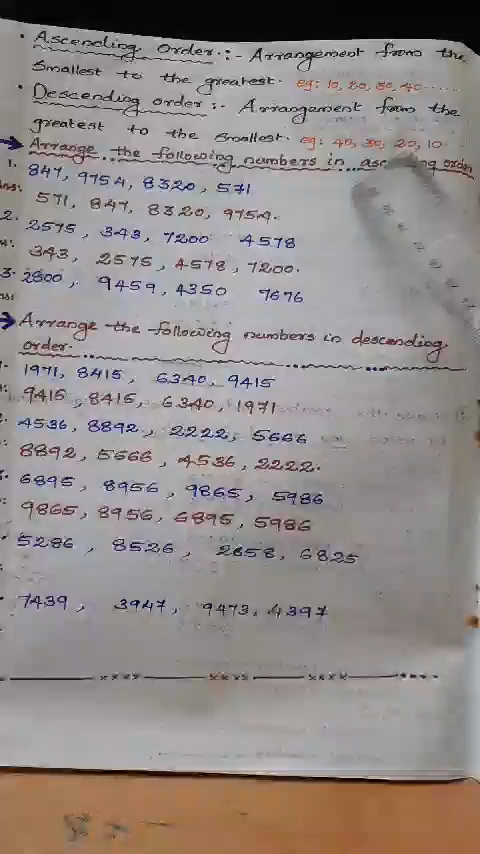 • Ascending order :- Arrangement from the
smallest to the greatest. eg: 10, 20, 30, 40......
• Descending order :- Arrangament from the
greatest to the smallest. eg: 40, 30, 20, 10...
→ Arrange the following numbers in ascending order
1. 847, 9754, 8320, 571
Ans: 571, 847, 8320, 9754.
2. 2575, 343, 7200 4578
343, 2575, 4578, 7200.
3. 2800, 9459, 4350 7676
→ Arrange the following numbers in descending
order.
1971, 8415, 6340, 9415
9415, 8415, 6340, 1971
4536, 8892, 2222, 5666
8892, 5666, 4536, 2222.
6895, 8956, 9865, 5986
9865, 8956, 6895, 5986
5286, 8526, 2658, 6825
7439, 3947, 9473, 4397